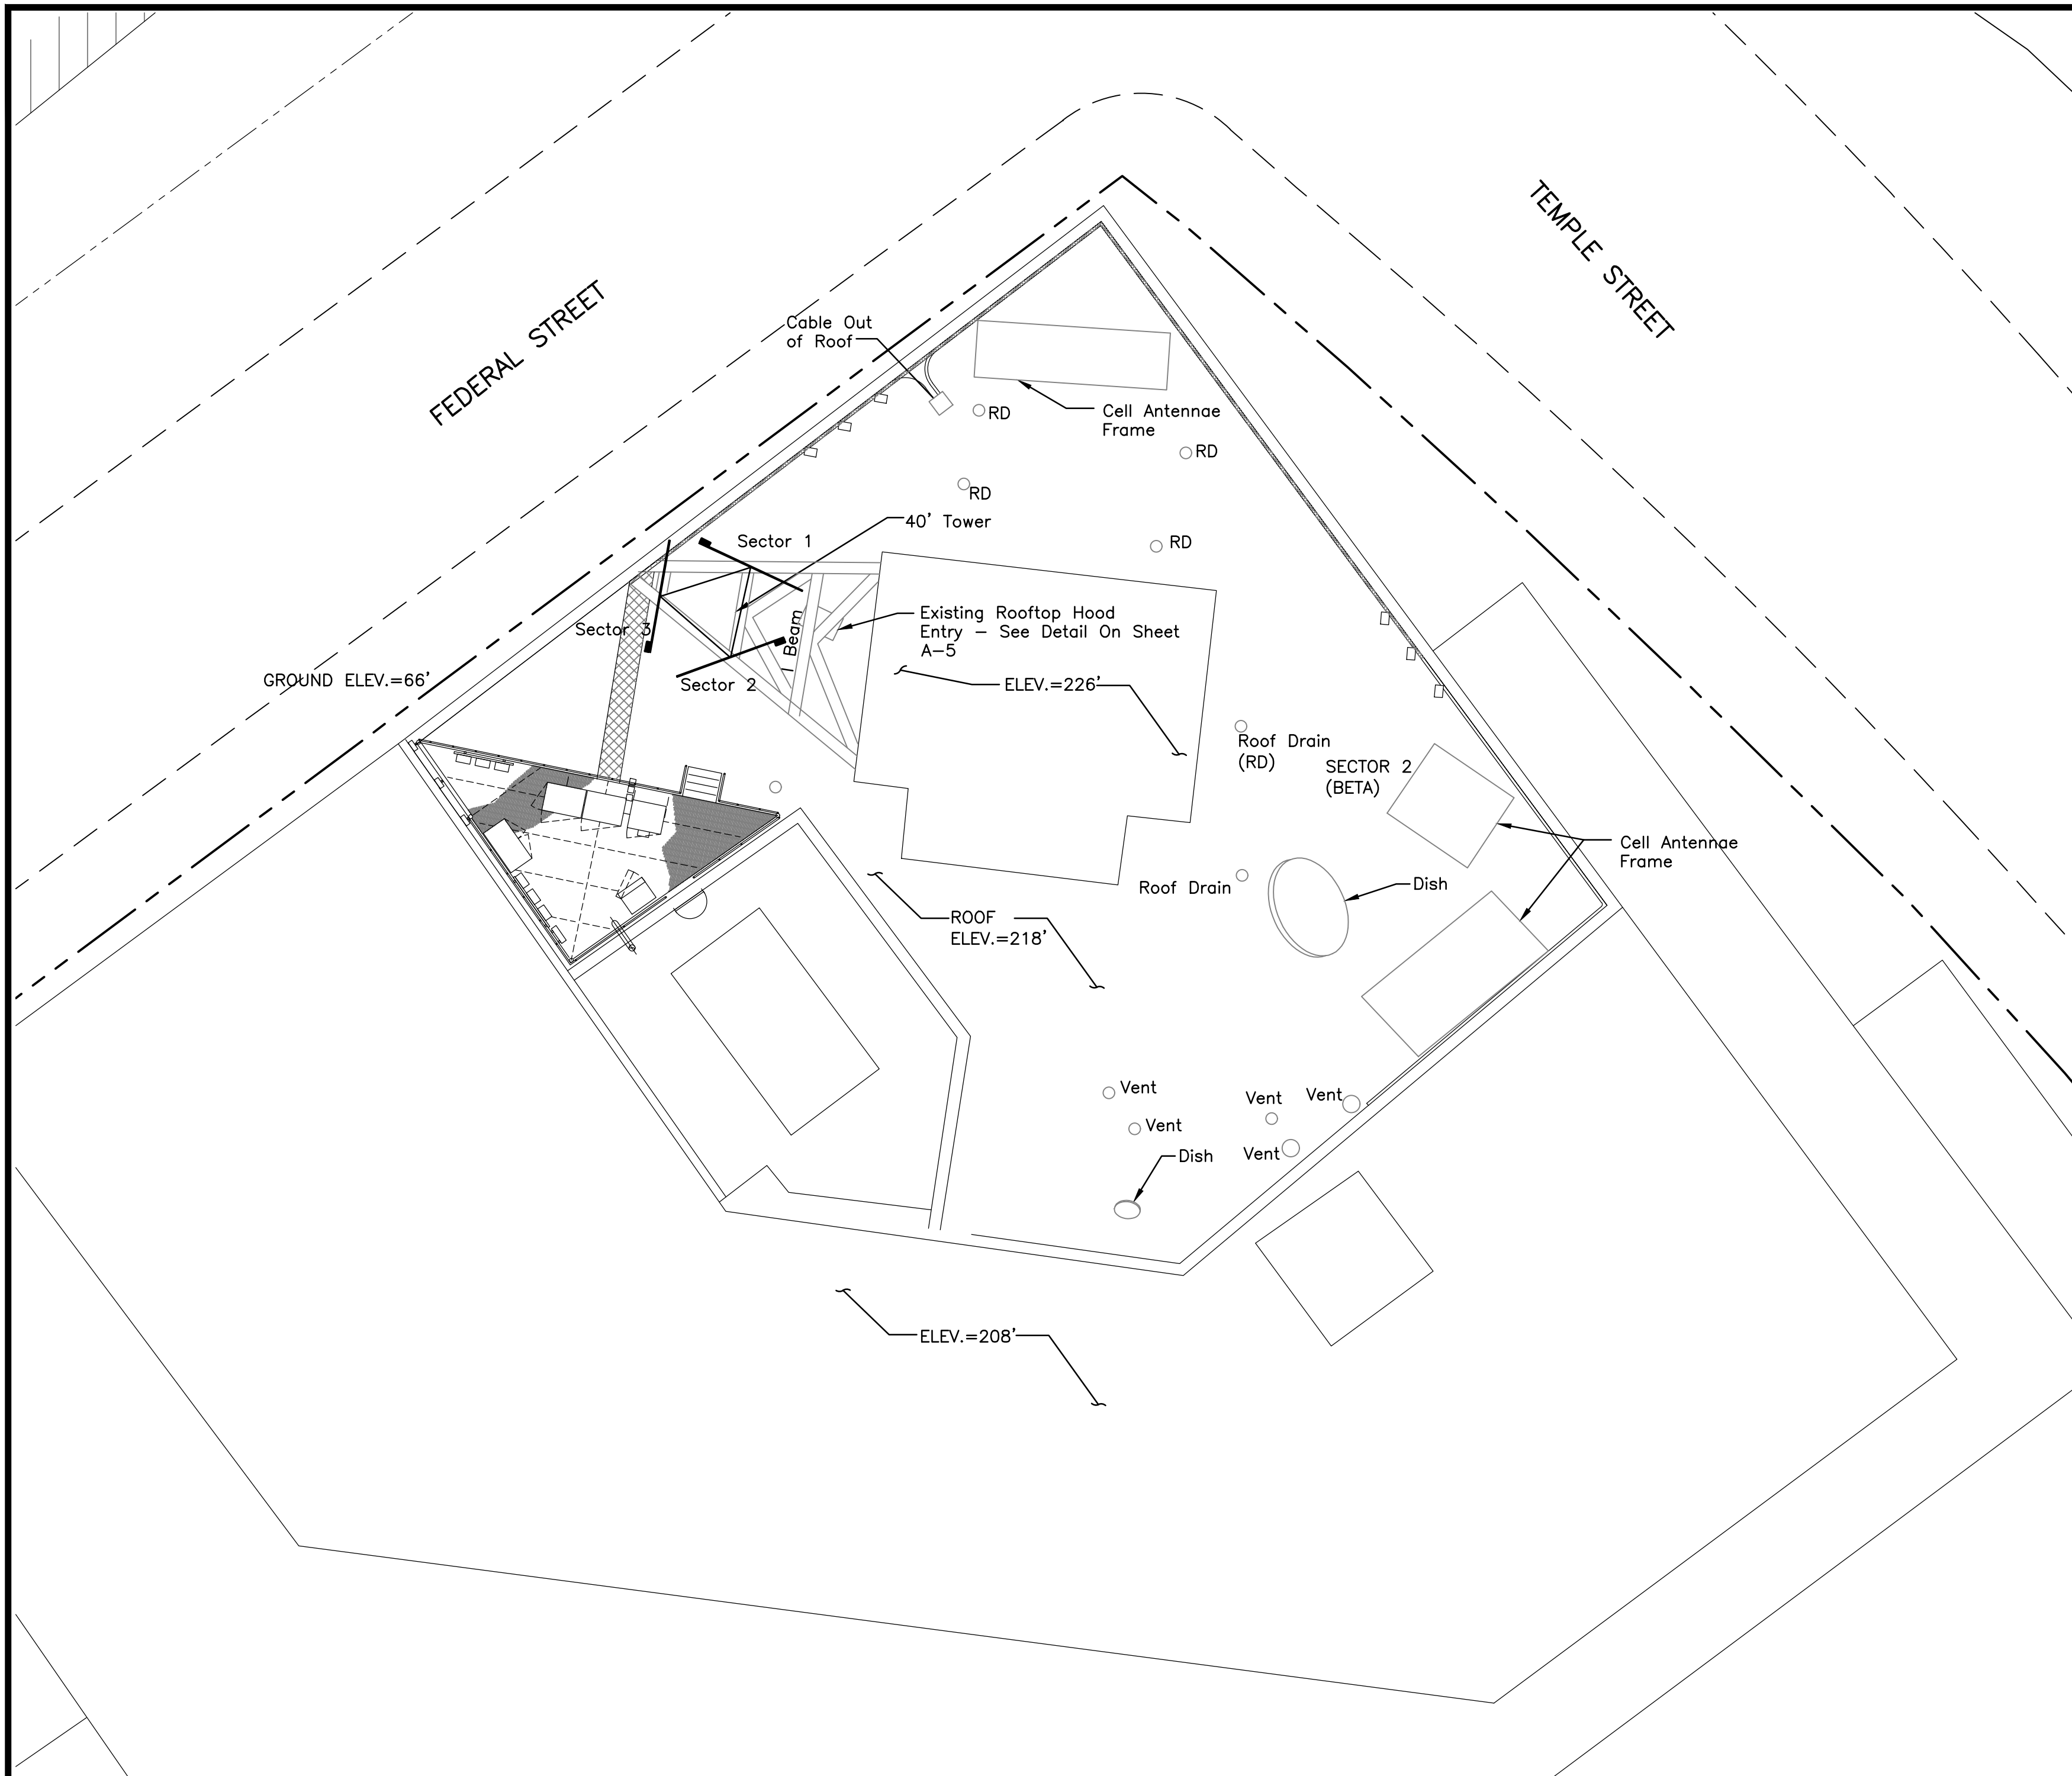 TEMPLE STREET
FEDERAL STREET
Cable Out
of Roof
Cell Antennae
Frame
RD
RD
RD
40' Tower
Sector 1
RD
I Beam
Existing Rooftop Hood
Entry – See Detail On Sheet
A–5
Sector 3
GROUND ELEV.=66'
Sector 2
ELEV.=226'
Roof Drain
(RD)
SECTOR 2
(BETA)
Cell Antennae
Frame
Roof Drain
Dish
ROOF
ELEV.=218'
Vent
Vent
Vent
Vent
Vent
Dish
ELEV.=208'